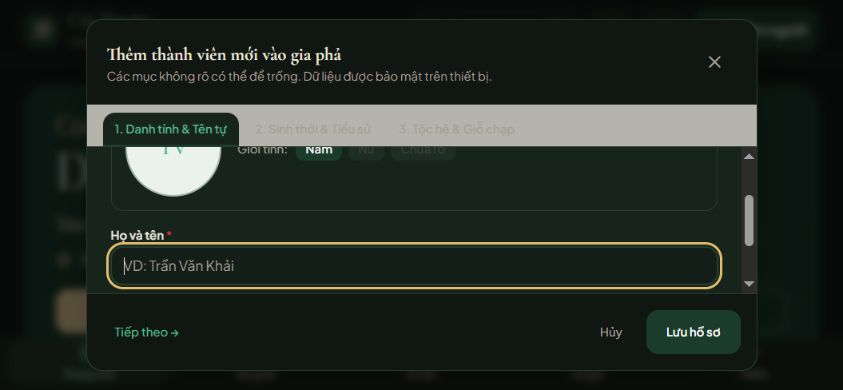 Thêm thành viên mới vào gia phả
Các mục không rõ có thể để trống. Dữ liệu được bảo mật trên thiết bị.
1. Danh tính & Tên tự 2. Sinh thời & Tiểu sử 3. Tộc hệ & Giỗ chạp
TV
Giới tính: Nam Nữ Chưa rõ
Họ và tên *
VD: Trần Văn Khải
Tiếp theo → Hủy Lưu hồ sơ